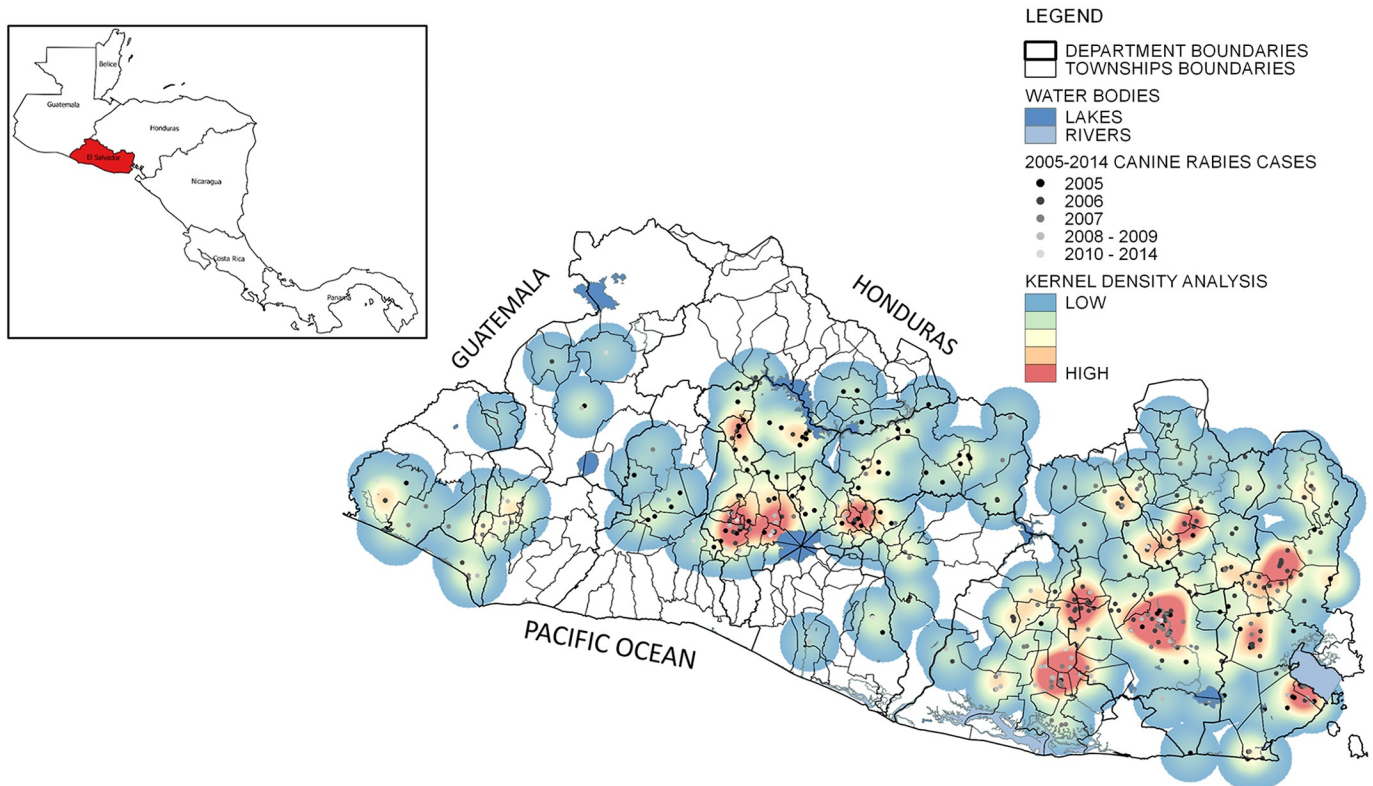 Belice
Guatemala
Honduras
El Salvador
Nicaragua
Costa Rica
Panama
LEGEND
DEPARTMENT BOUNDARIES
TOWNSHIPS BOUNDARIES
WATER BODIES
LAKES
RIVERS
2005-2014 CANINE RABIES CASES
2005
2006
2007
2008 - 2009
2010 - 2014
KERNEL DENSITY ANALYSIS
LOW
HIGH
GUATEMALA
HONDURAS
PACIFIC OCEAN